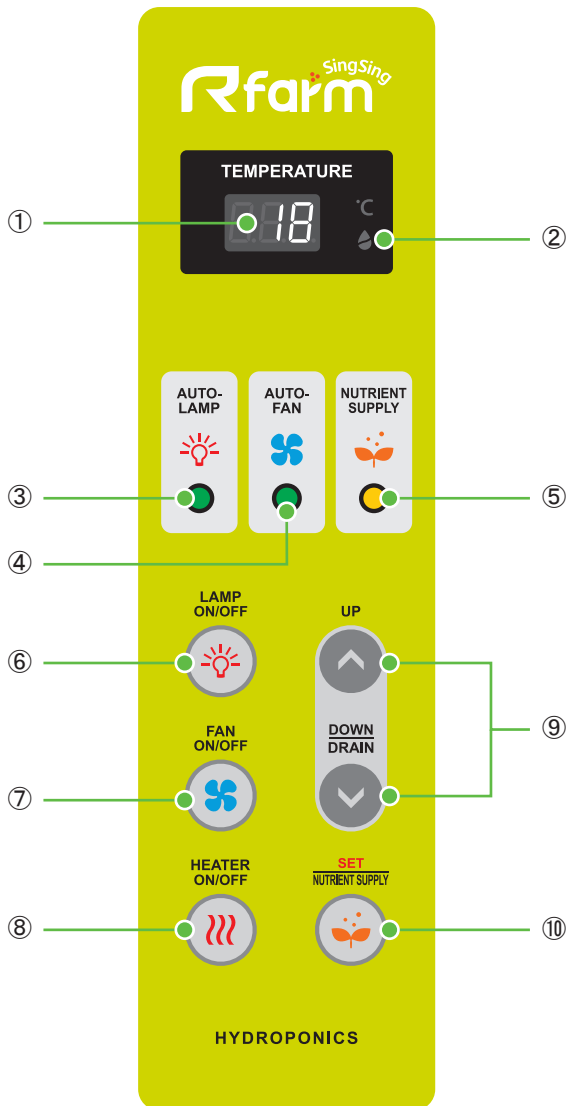 SingSing
Rfarm
TEMPERATURE
①
18
°C
②
AUTO-
LAMP
AUTO-
FAN
NUTRIENT
SUPPLY
③
⑤
④
LAMP
ON/OFF
UP
⑥
FAN
ON/OFF
DOWN
DRAIN
⑨
⑦
HEATER
ON/OFF
SET
NUTRIENT SUPPLY
⑧
⑩
HYDROPONICS